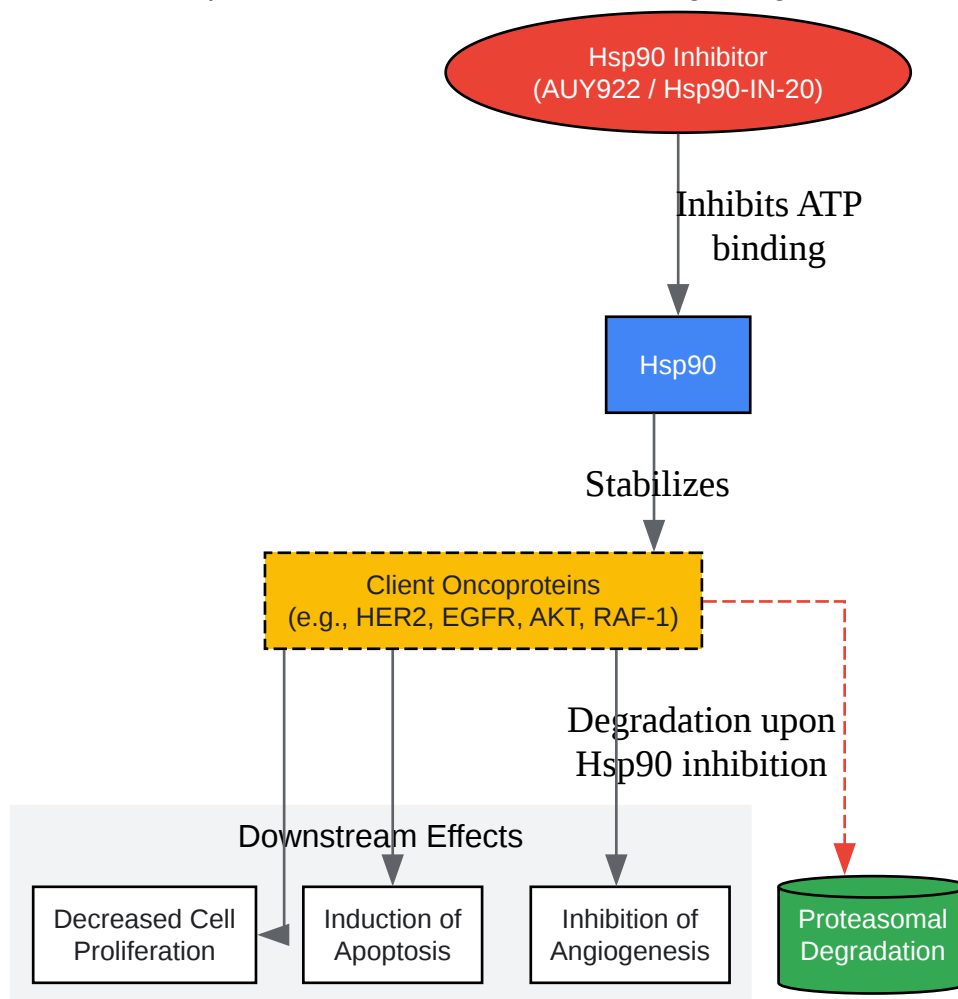 Hsp90 Inhibitor
(AUY922 / Hsp90-IN-20)
Inhibits ATP
binding
Hsp90
Stabilizes
Client Oncoproteins
(e.g., HER2, EGFR, AKT, RAF-1)
Degradation upon
Hsp90 inhibition
Downstream Effects
Decreased Cell
Proliferation
Induction of
Apoptosis
Inhibition of
Angiogenesis
Proteasomal
Degradation